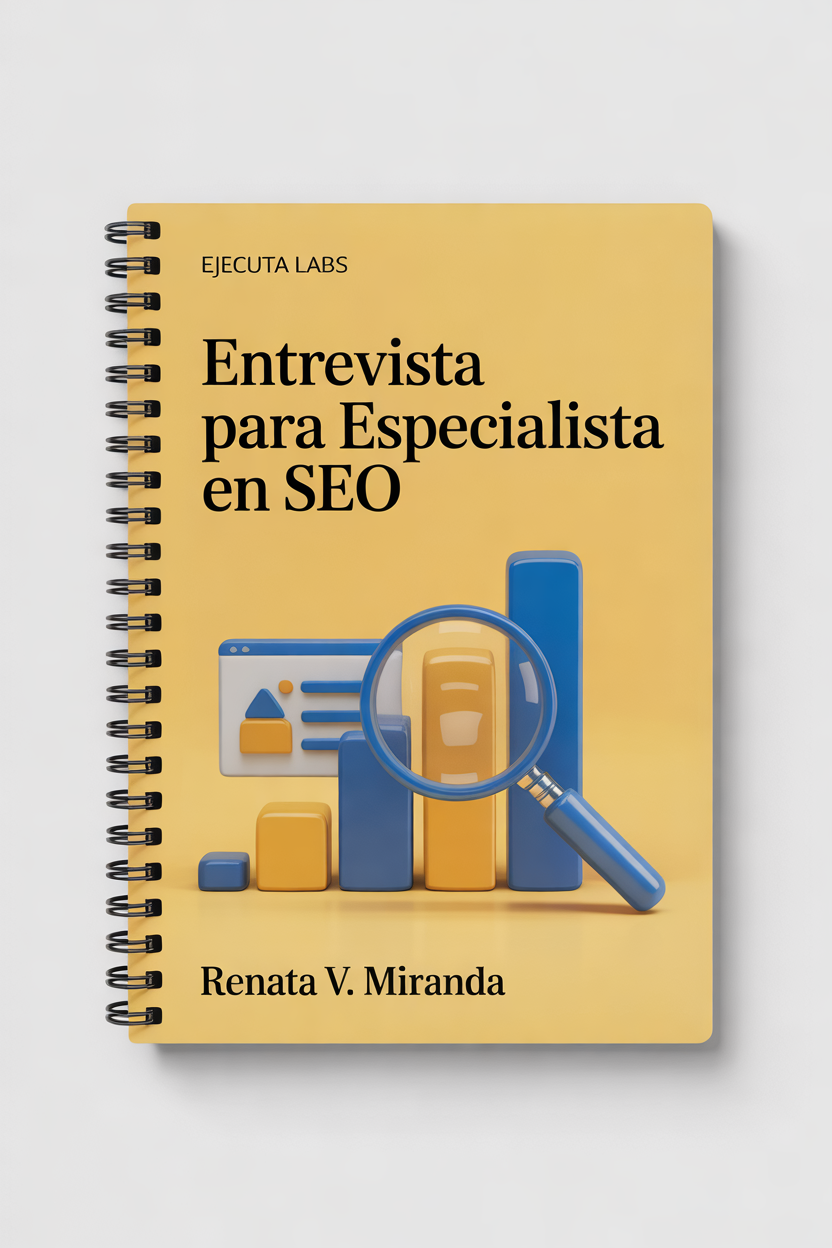 EJECUTA LABS
Entrevista
para Especialista
en SEO
Renata V. Miranda